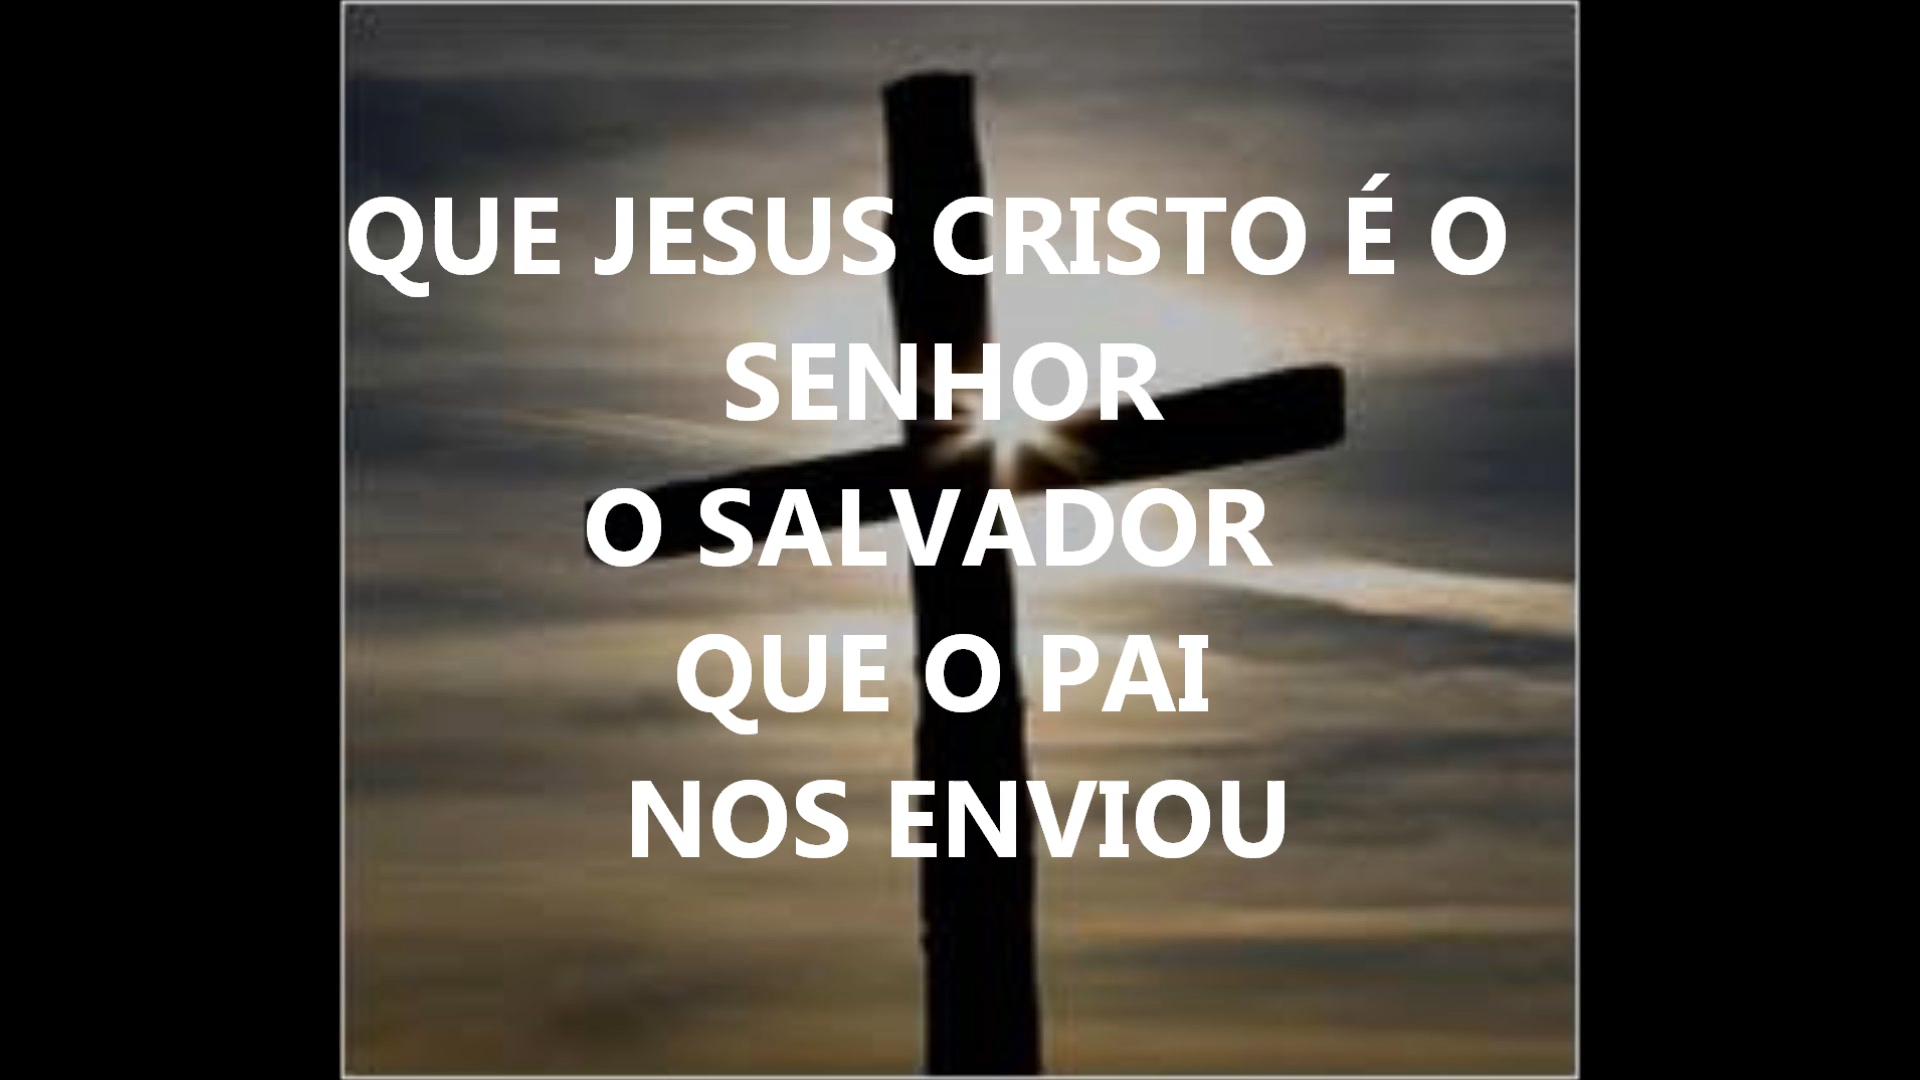 QUE JESUS CRISTO É O
SENHOR
O SALVADOR
QUE O PAI
NOS ENVIOU